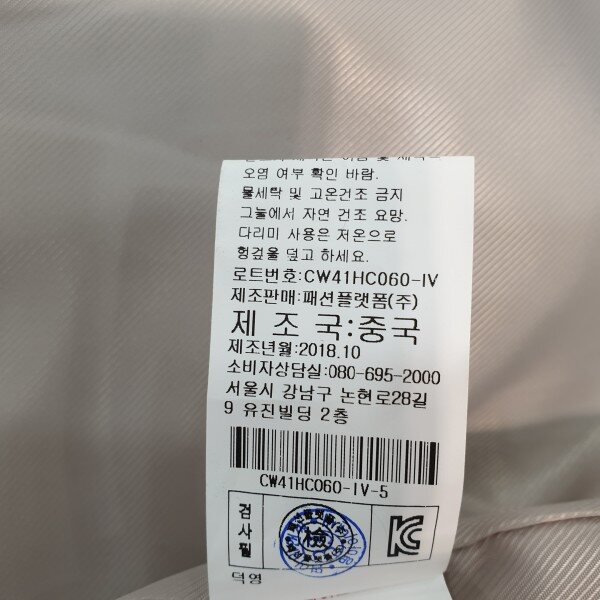 오염 여부 확인 바람.
물세탁 및 고온건조 금지
그늘에서 자연 건조 요망.
다리미 사용은 저온으로
헝겊울 덮고 하세요.
로트번호:CW41HC060-IV
제조판매:패션플랫폼(주)
제 조 국:중국
제조년월:2018.10
소비자상담실:080-695-2000
서울시 강남구 논현로28길
9 유진빌딩 2층
CW41HC060-IV-5
검사필
檢
덕영